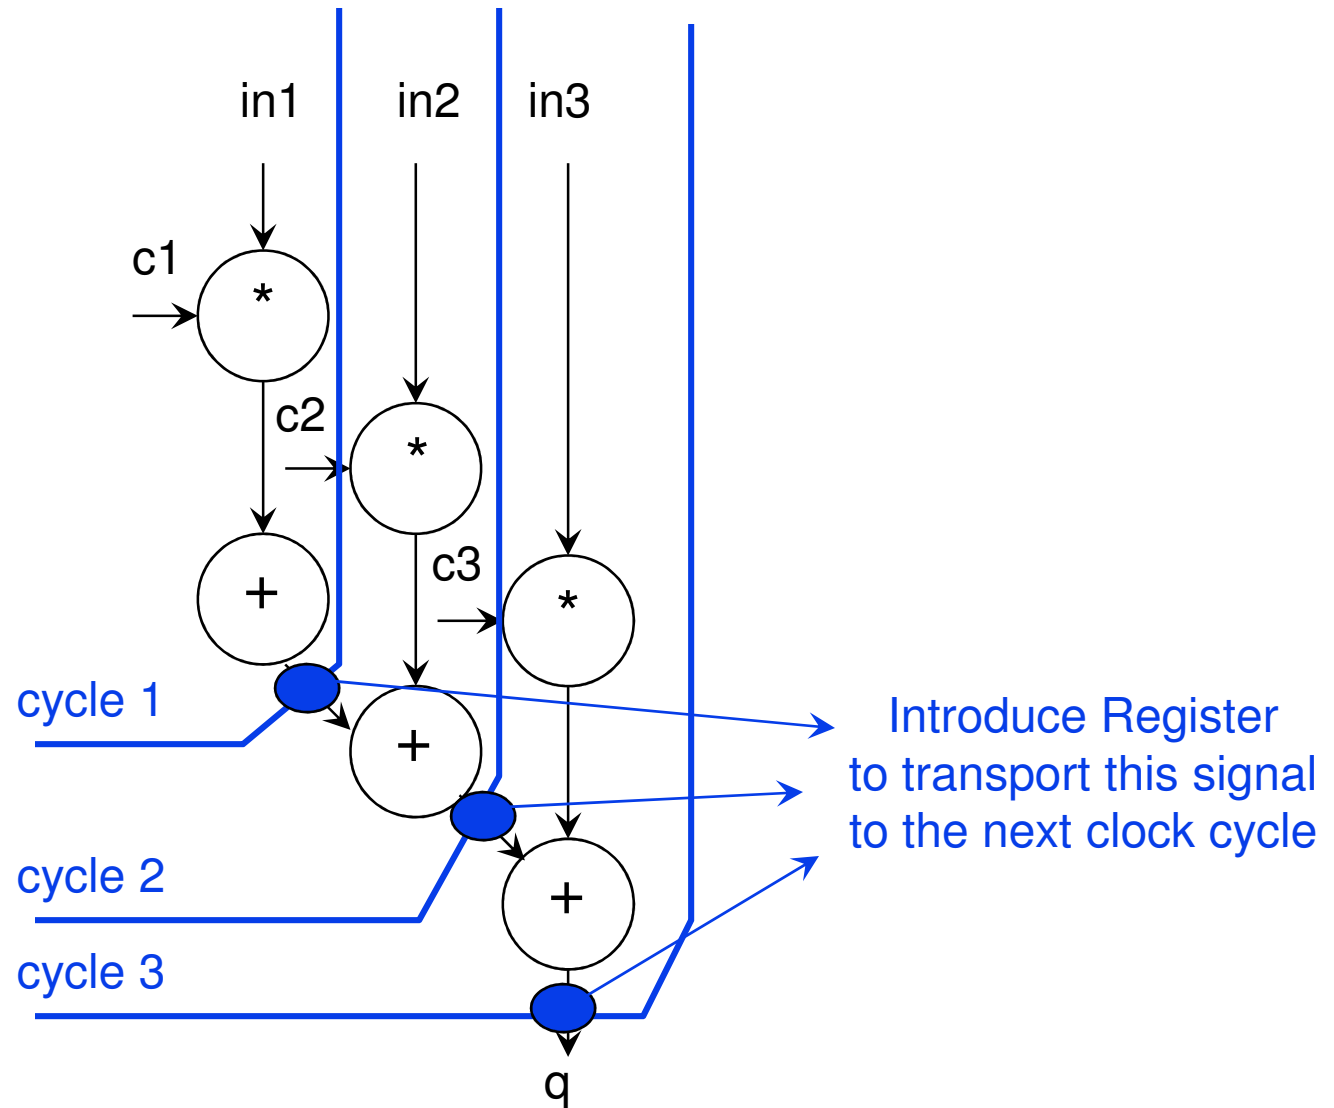 in1
in2
in3
c1
*
c2
*
c3
+
*
cycle 1
+
Introduce Register
to transport this signal
to the next clock cycle
cycle 2
+
cycle 3
q